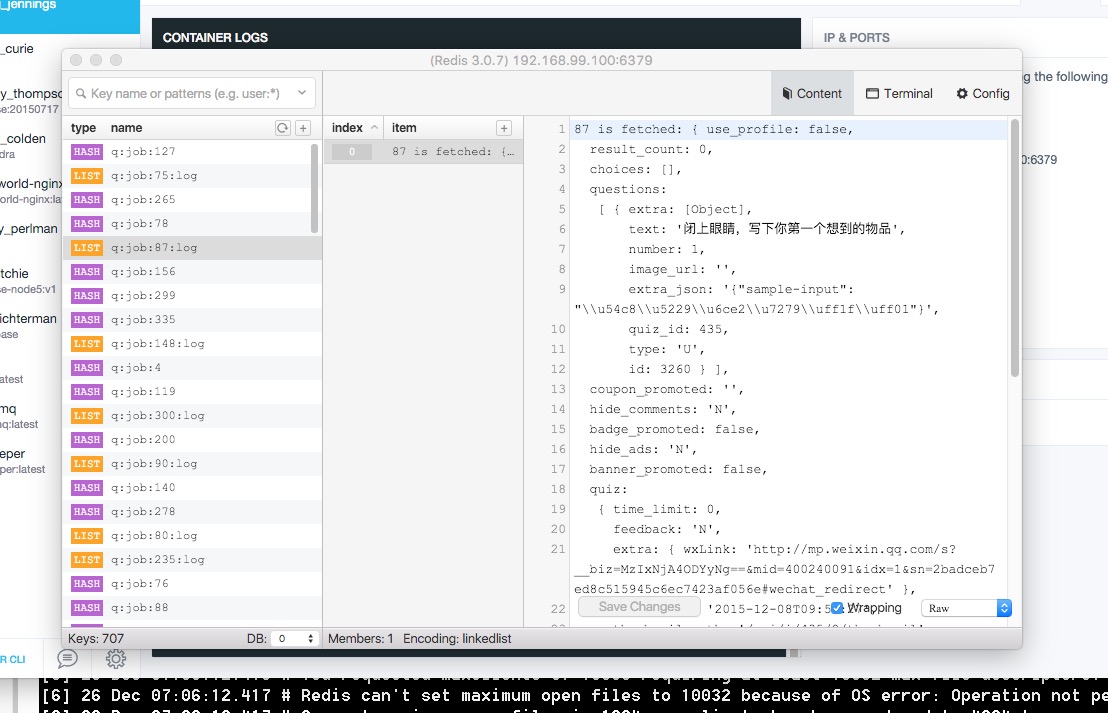 _jennings
CONTAINER LOGS
IP & PORTS
_curie
(Redis 3.0.7) 192.168.99.100:6379
g the following
Key name or patterns (e.g. user:*)
Content
Terminal
Config
y_thompso
se:20150717
type name
index item
_colden
dra
world-nginx
orld-nginx:la
y_perlman
tchie
se-node5:v1
ichterman
ase
atest
mq
q:latest
eper
per:latest
0:6379
HASH q:job:127
LIST q:job:75:log
HASH q:job:265
HASH q:job:78
LIST q:job:87:log
HASH q:job:156
HASH q:job:299
HASH q:job:335
LIST q:job:148:log
HASH q:job:4
HASH q:job:119
LIST q:job:300:log
HASH q:job:200
LIST q:job:90:log
HASH q:job:140
HASH q:job:278
LIST q:job:80:log
LIST q:job:235:log
HASH q:job:76
HASH q:job:88
0 87 is fetched: {…
1 87 is fetched: { use_profile: false,
2 result_count: 0,
3 choices: [],
4 questions:
5 [ { extra: [Object],
6 text: '闭上眼睛，写下你第一个想到的物品',
7 number: 1,
8 image_url: '',
9 extra_json: '{"sample-input":
"\\u54c8\\u5229\\u6ce2\\u7279\\uff1f\\uff01"}',
10 quiz_id: 435,
11 type: 'U',
12 id: 3260 } ],
13 coupon_promoted: '',
14 hide_comments: 'N',
15 badge_promoted: false,
16 hide_ads: 'N',
17 banner_promoted: false,
18 quiz:
19 { time_limit: 0,
20 feedback: 'N',
21 extra: { wxLink: 'http://mp.weixin.qq.com/s?
__biz=MzIxNjA4ODYyNg==&mid=400240091&idx=1&sn=2badceb7
ed8c515945c6ec7423af056e#wechat_redirect' },
22 '2015-12-08T09:5
Save Changes
Wrapping
Raw
Keys: 707
DB: 0
Members: 1 Encoding: linkedlist
R CLI
[6] 26 Dec 07:06:12.417 # Redis can't set maximum open files to 10032 because of OS error: Operation not pe